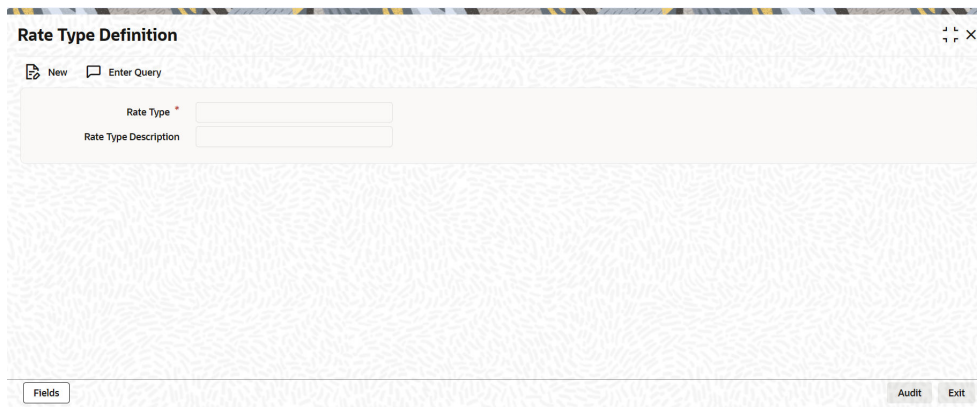 Rate Type Definition
New Enter Query
Rate Type *
Rate Type Description
Fields Audit Exit